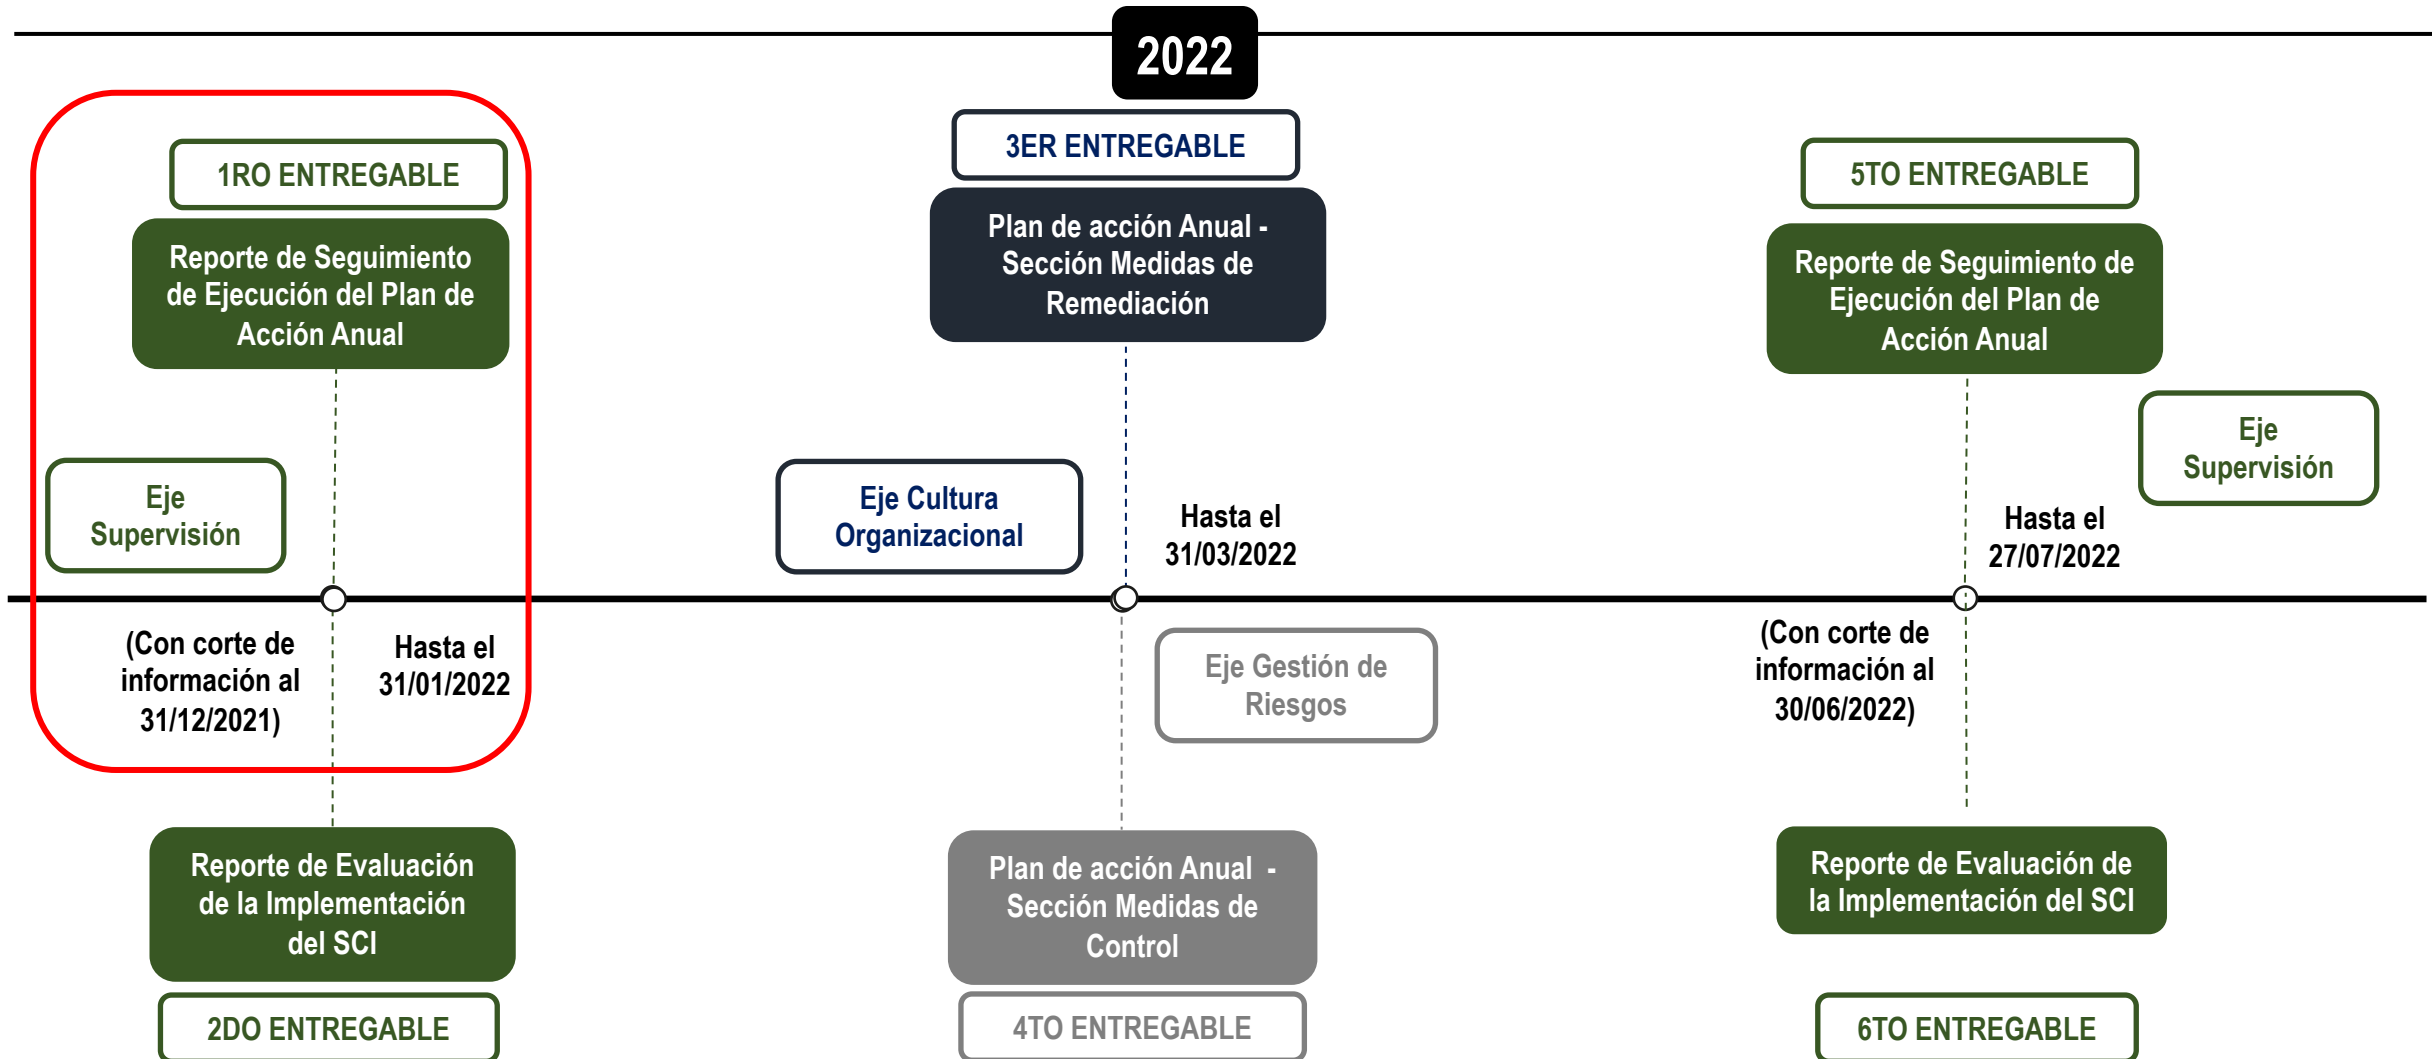 2022
1RO ENTREGABLE
Reporte de Seguimiento
de Ejecución del Plan de
Acción Anual
Eje
Supervisión
(Con corte de
información al
31/12/2021)
Hasta el
31/01/2022
Reporte de Evaluación
de la Implementación
del SCI
2DO ENTREGABLE
3ER ENTREGABLE
Plan de acción Anual -
Sección Medidas de
Remediación
Eje Cultura
Organizacional
Hasta el
31/03/2022
Eje Gestión de
Riesgos
Plan de acción Anual -
Sección Medidas de
Control
4TO ENTREGABLE
5TO ENTREGABLE
Reporte de Seguimiento de
Ejecución del Plan de
Acción Anual
Eje
Supervisión
Hasta el
27/07/2022
(Con corte de
información al
30/06/2022)
Reporte de Evaluación de
la Implementación del SCI
6TO ENTREGABLE